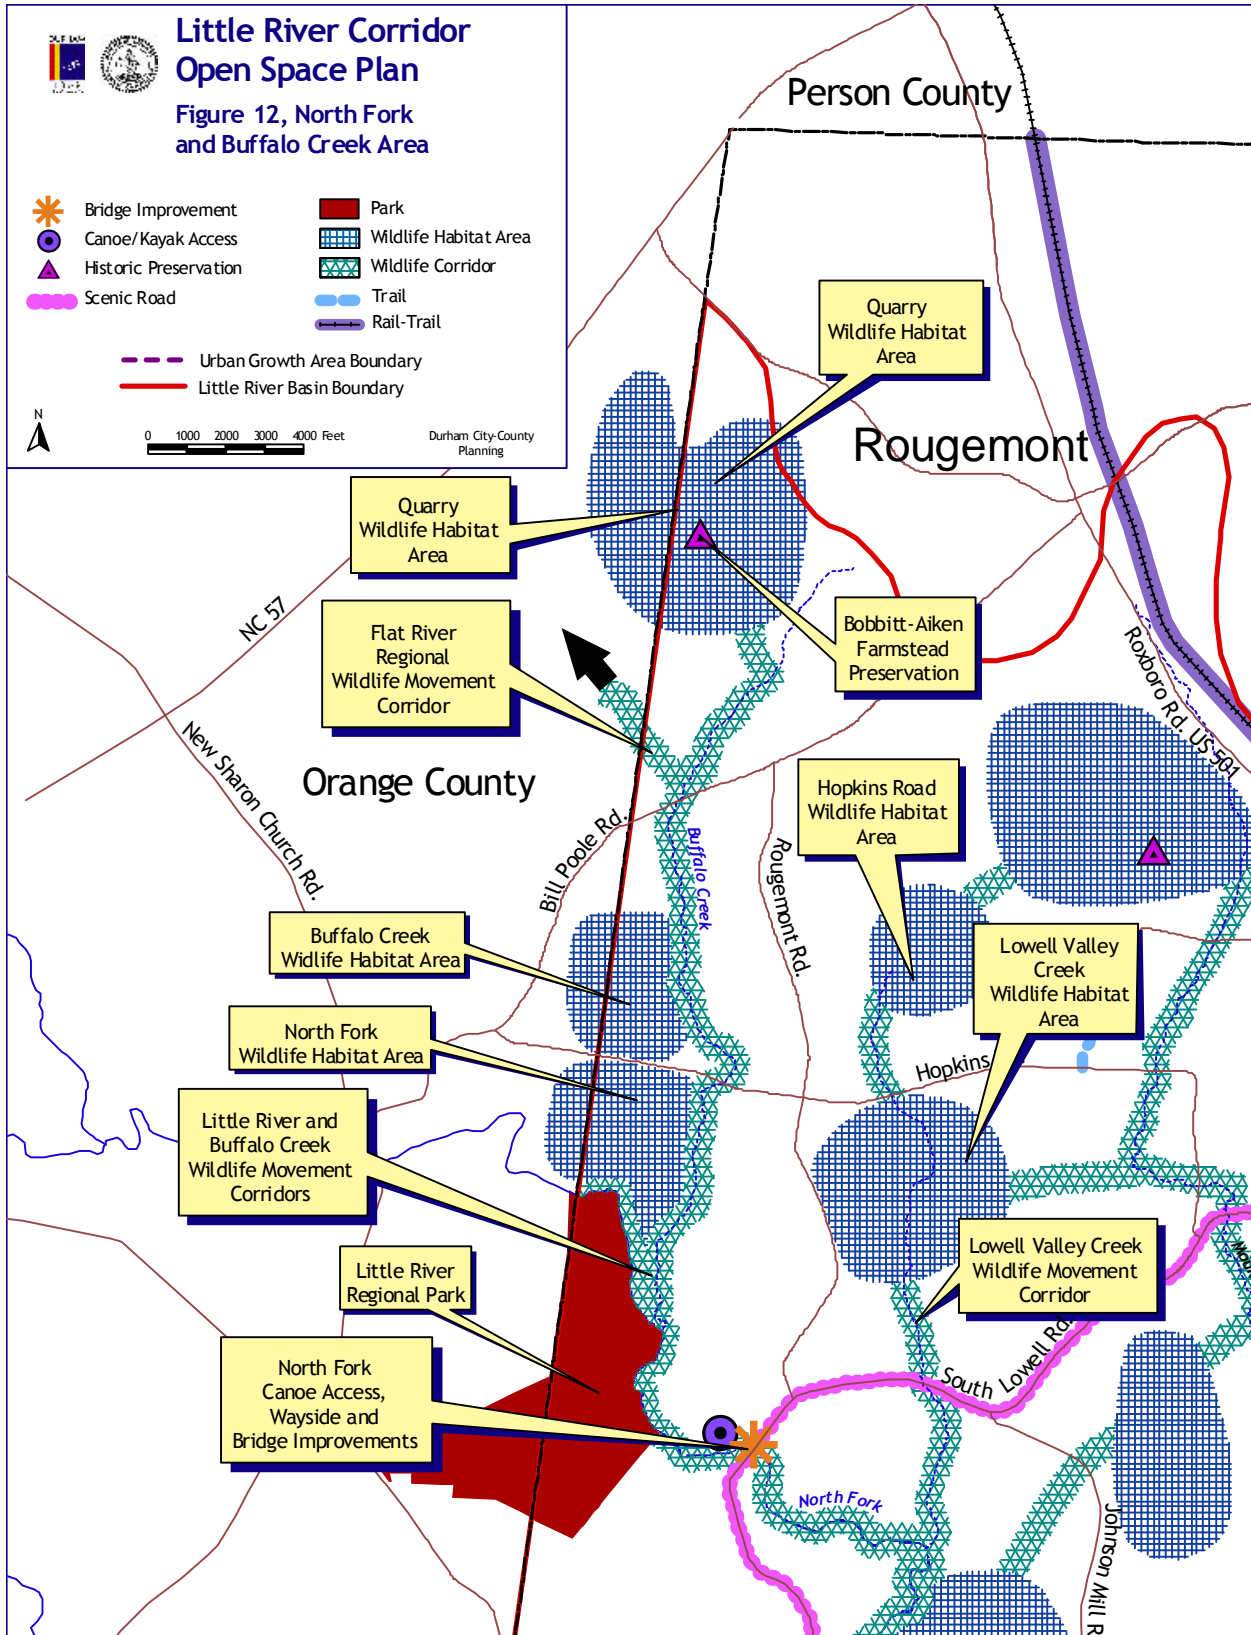 Little River Corridor
Open Space Plan
Figure 12, North Fork
and Buffalo Creek Area
Bridge Improvement
Canoe/Kayak Access
Historic Preservation
Scenic Road
Park
Wildlife Habitat Area
Wildlife Corridor
Trail
Rail-Trail
Urban Growth Area Boundary
Little River Basin Boundary
N
0 1000 2000 3000 4000 Feet
Durham City-County
Planning
Person County
Quarry
Wildlife Habitat
Area
Rougemont
Quarry
Wildlife Habitat
Area
NC 57
Flat River
Regional
Wildlife Movement
Corridor
Bobbitt-Aiken
Farmstead
Preservation
Roxboro Rd. US 501
New Sharon Church Rd.
Orange County
Bill Poole Rd.
Buffalo Creek
Rougemont Rd.
Hopkins Road
Wildlife Habitat
Area
Buffalo Creek
Widlife Habitat Area
Lowell Valley
Creek
Wildlife Habitat
Area
North Fork
Wildlife Habitat Area
Hopkins
Little River and
Buffalo Creek
Wildlife Movement
Corridors
Lowell Valley Creek
Wildlife Movement
Corridor
Little River
Regional Park
South Lowell Rd.
North Fork
Canoe Access,
Wayside and
Bridge Improvements
North Fork
Johnson Mill R